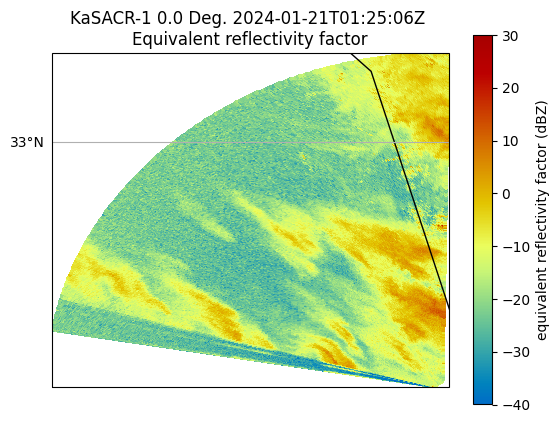 KaSACR-1 0.0 Deg. 2024-01-21T01:25:06Z
Equivalent reflectivity factor
33°N
30
20
10
0
−10
−20
−30
−40
equivalent reflectivity factor (dBZ)